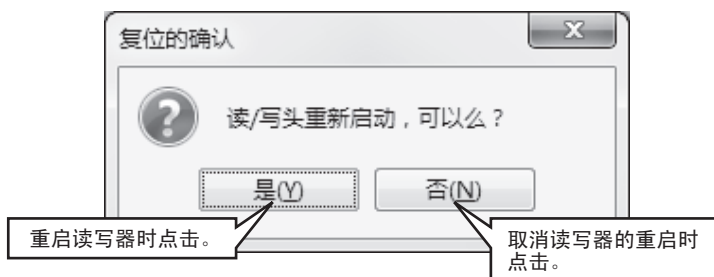 复位的确认
读/写头重新启动，可以么？
是(Y)
否(N)
重启读写器时点击。
取消读写器的重启时
点击。